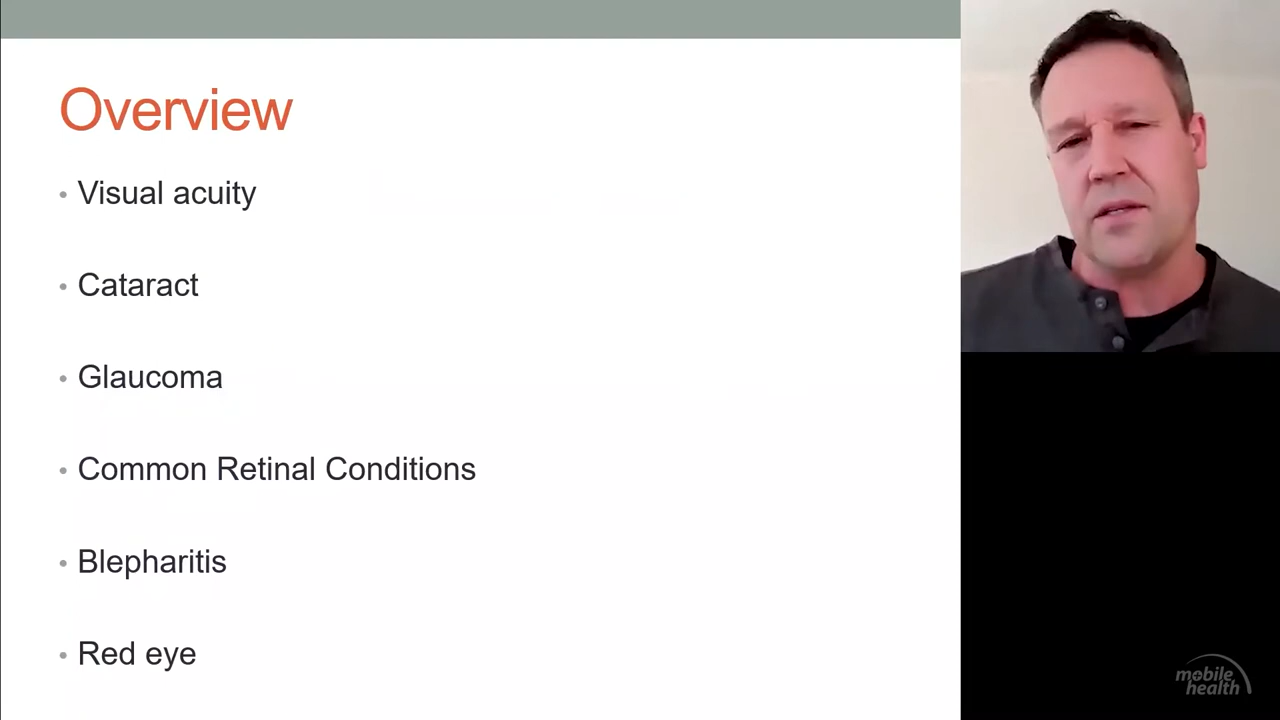 Overview
• Visual acuity
• Cataract
• Glaucoma
• Common Retinal Conditions
• Blepharitis
• Red eye
mobile
health